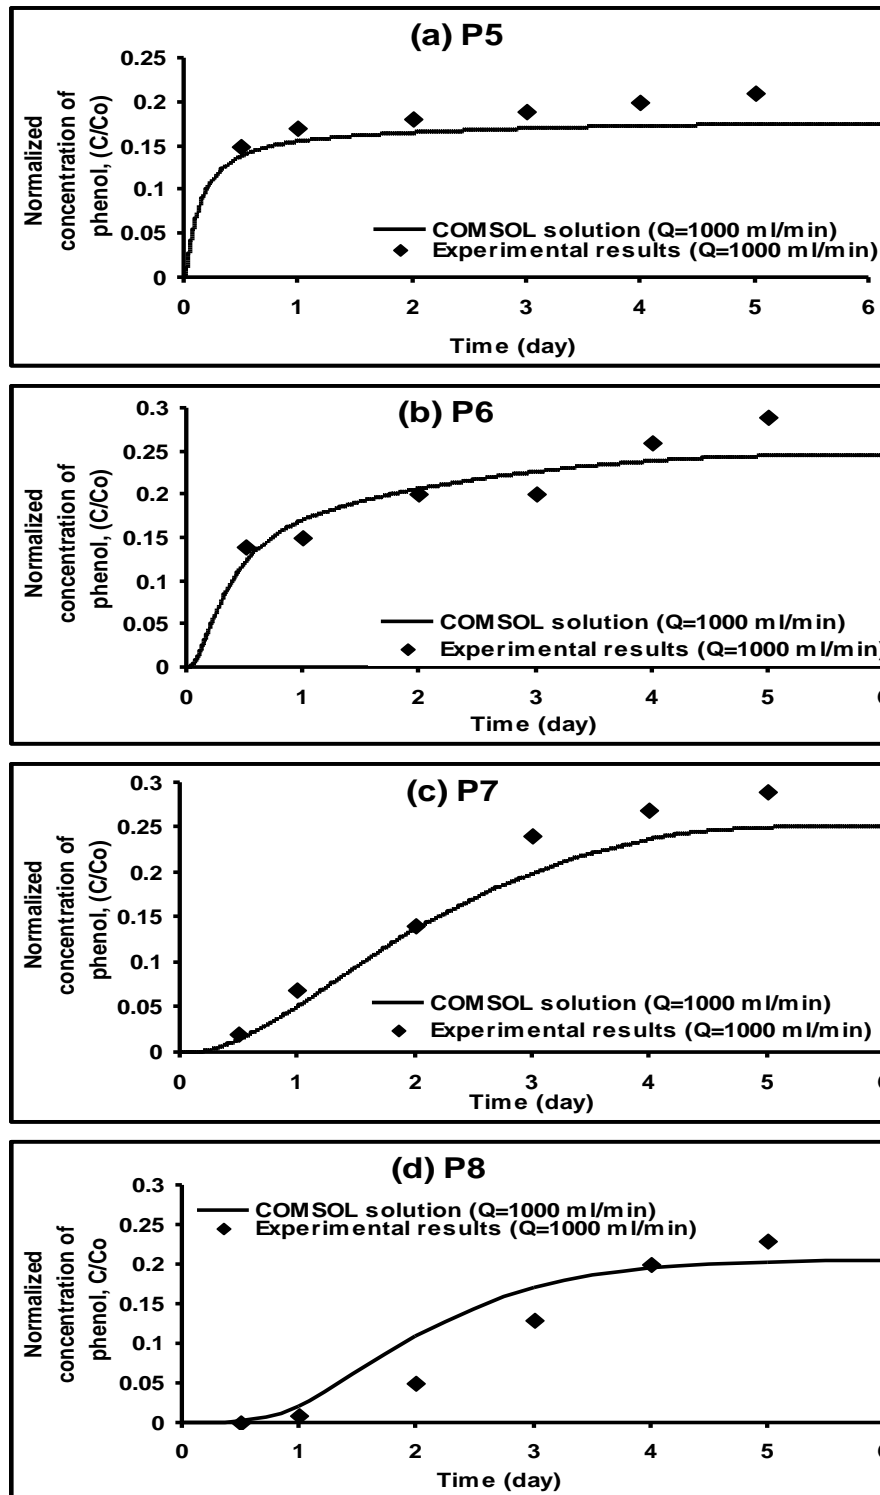 (a) P5
Normalized
concentration of
phenol, (C/Co)
0.25
0.2
0.15
0.1
0.05
0
COMSOL solution (Q=1000 ml/min)
Experimental results (Q=1000 ml/min)
0 1 2 3 4 5 6
Time (day)
(b) P6
Normalized
concentration of
phenol, (C/Co)
0.3
0.25
0.2
0.15
0.1
0.05
0
COMSOL solution (Q=1000 ml/min)
Experimental results (Q=1000 ml/min)
0 1 2 3 4 5
Time (day)
(c) P7
Normalized
concentration of
phenol, (C/Co)
0.3
0.25
0.2
0.15
0.1
0.05
0
COMSOL solution (Q=1000 ml/min)
Experimental results (Q=1000 ml/min)
0 1 2 3 4 5
Time (day)
(d) P8
Normalized
concentration of
phenol, C/Co
0.3
0.25
0.2
0.15
0.1
0.05
0
COMSOL solution (Q=1000 ml/min)
Experimental results (Q=1000 ml/min)
0 1 2 3 4 5
Time (day)